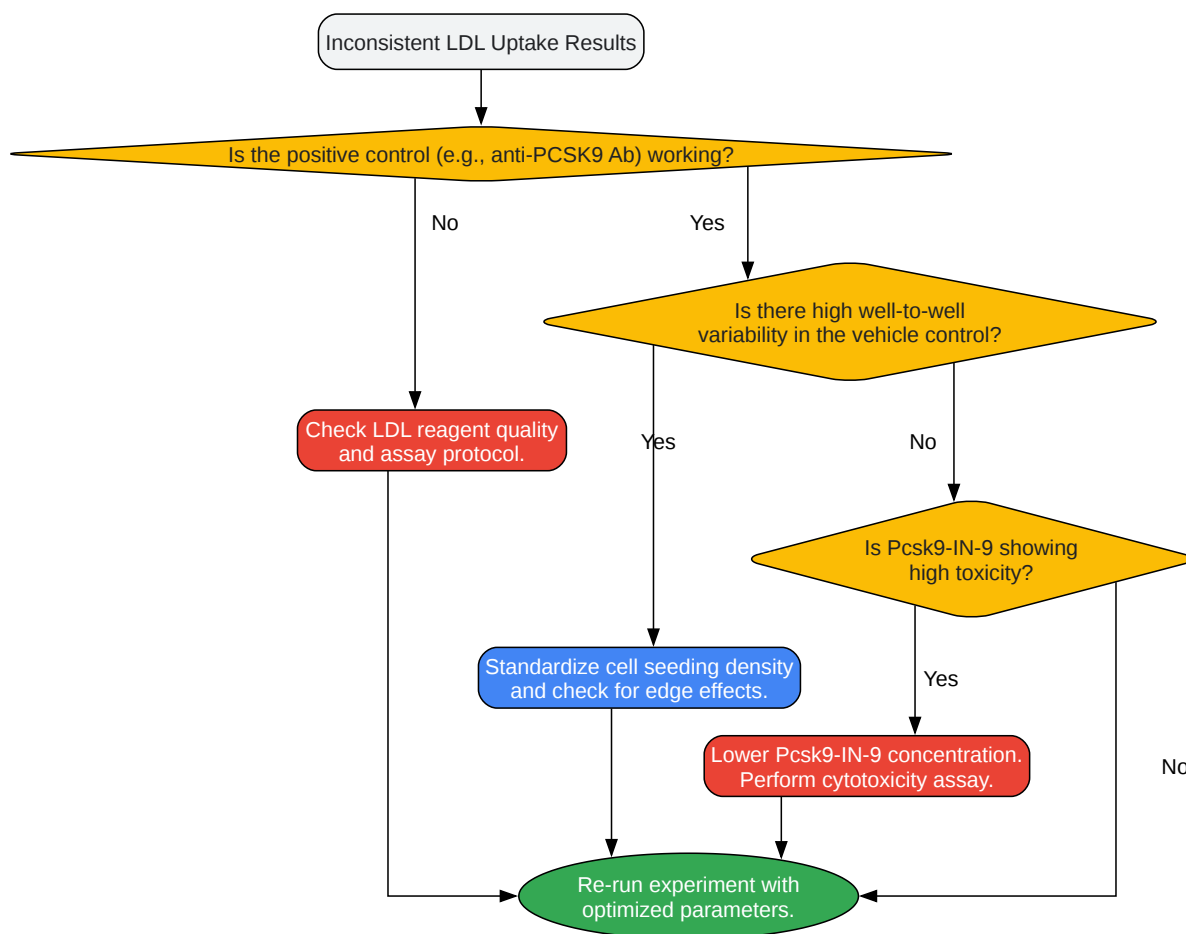 Inconsistent LDL Uptake Results
Is the positive control (e.g., anti-PCSK9 Ab) working?
No
Yes
Is there high well-to-well
variability in the vehicle control?
Check LDL reagent quality
and assay protocol.
Yes
No
Is Pcsk9-IN-9 showing
high toxicity?
Standardize cell seeding density
and check for edge effects.
Yes
Lower Pcsk9-IN-9 concentration.
Perform cytotoxicity assay.
No
Re-run experiment with
optimized parameters.